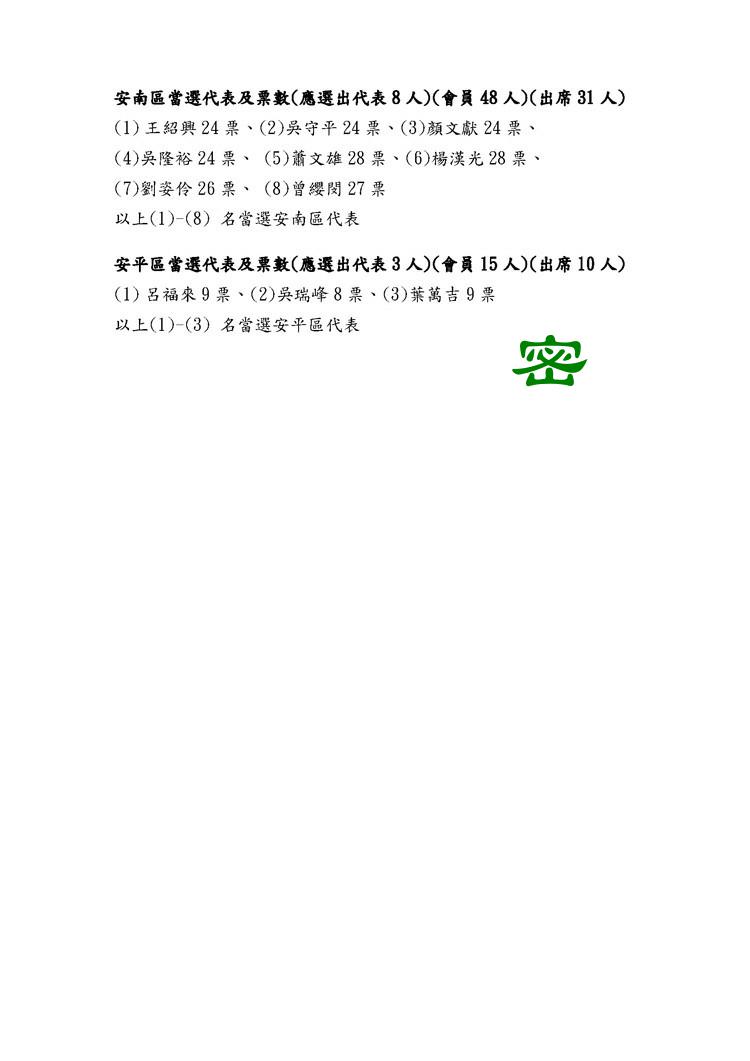 安南區當選代表及票數(應選出代表 8 人)(會員 48 人)(出席 31 人)
(1) 王紹興 24 票、(2)吳守平 24 票、(3)顏文獻 24 票、
(4)吳隆裕 24 票、 (5)蕭文雄 28 票、(6)楊漢光 28 票、
(7)劉姿伶 26 票、 (8)曾纓閔 27 票
以上(1)-(8) 名當選安南區代表
安平區當選代表及票數(應選出代表 3 人)(會員 15 人)(出席 10 人)
(1) 呂福來 9 票、(2)吳瑞峰 8 票、(3)葉萬吉 9 票
以上(1)-(3) 名當選安平區代表
密